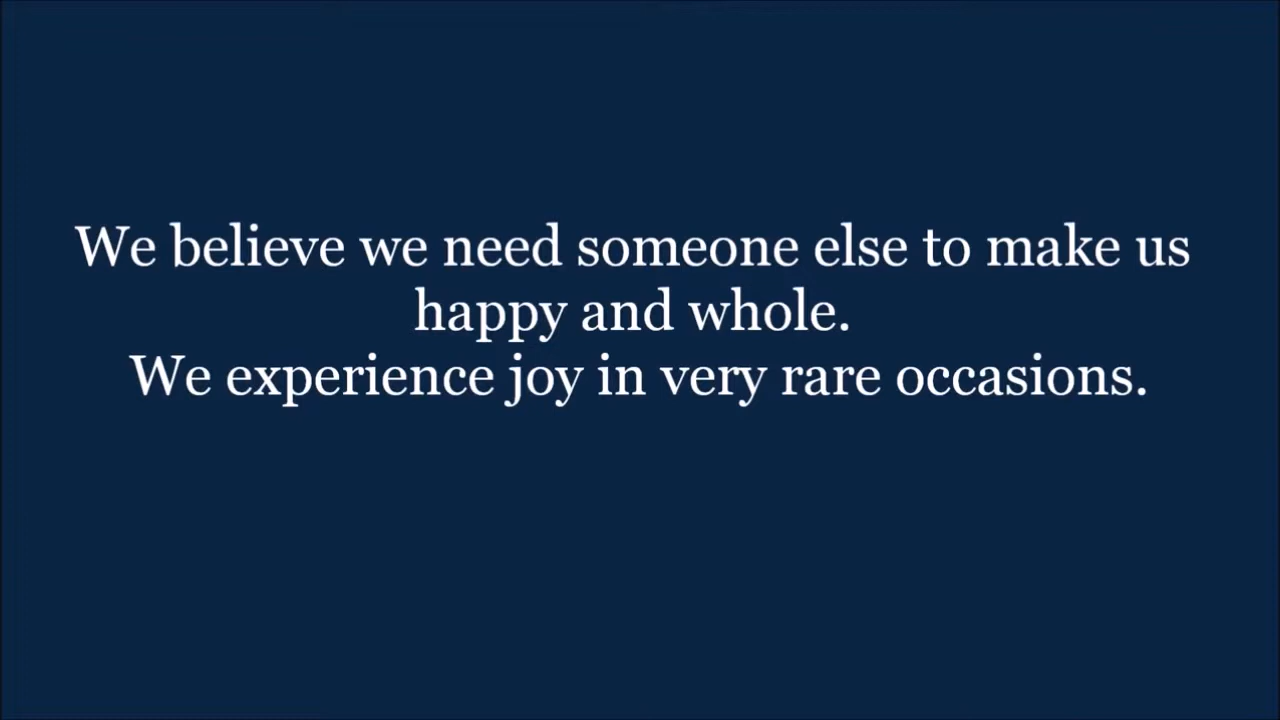 We believe we need someone else to make us
happy and whole.
We experience joy in very rare occasions.